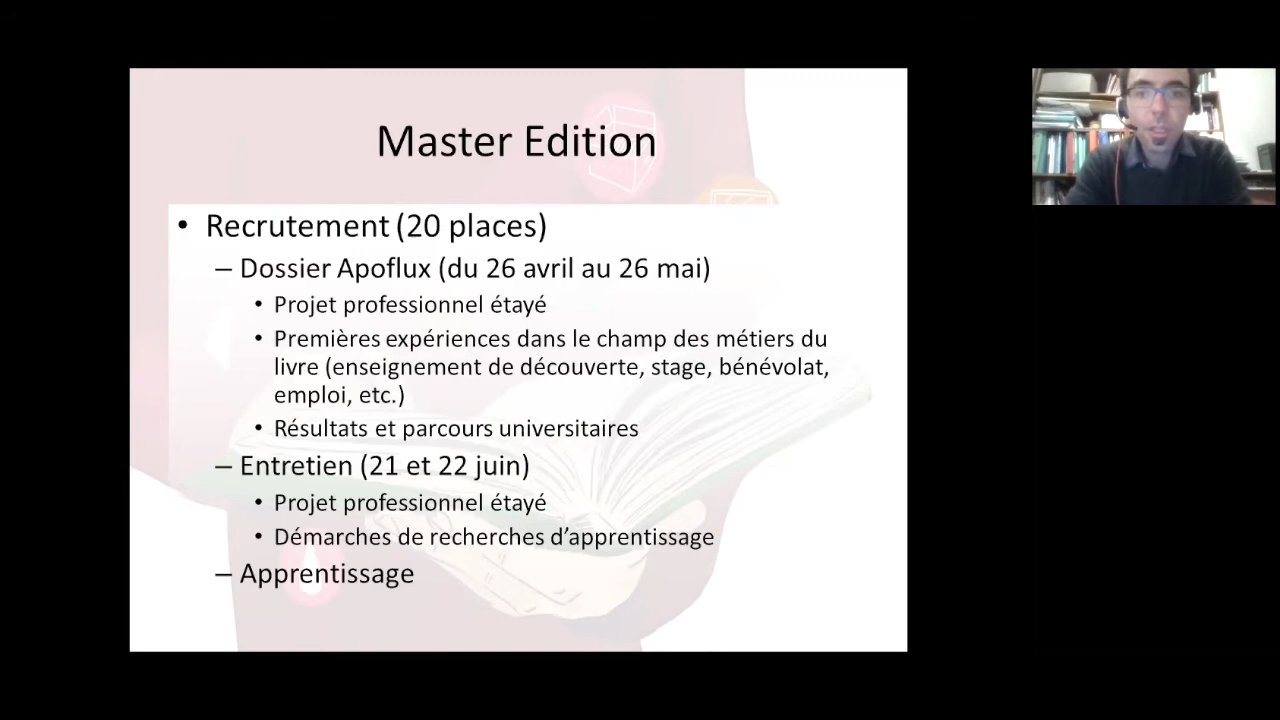 Master Edition
• Recrutement (20 places)
– Dossier Apoflux (du 26 avril au 26 mai)
• Projet professionnel étayé
• Premières expériences dans le champ des métiers du
livre (enseignement de découverte, stage, bénévolat,
emploi, etc.)
• Résultats et parcours universitaires
– Entretien (21 et 22 juin)
• Projet professionnel étayé
• Démarches de recherches d’apprentissage
– Apprentissage